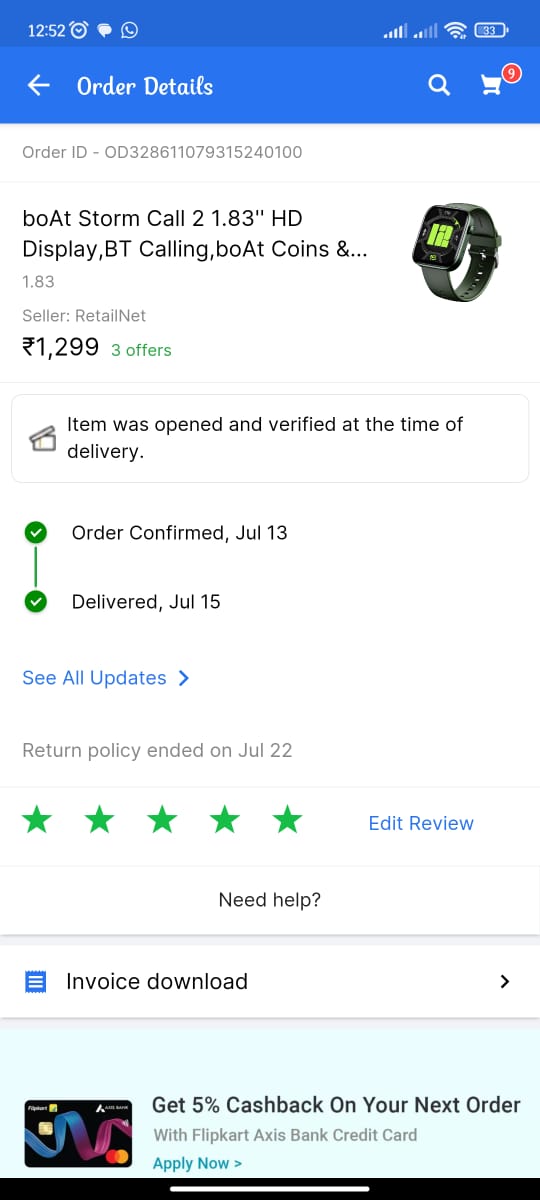 12:52
33
Order Details
9
Order ID - OD328611079315240100
boAt Storm Call 2 1.83'' HD
Display,BT Calling,boAt Coins &...
1.83
Seller: RetailNet
₹1,299 3 offers
Item was opened and verified at the time of
delivery.
Order Confirmed, Jul 13
Delivered, Jul 15
See All Updates
Return policy ended on Jul 22
Edit Review
Need help?
Invoice download
Flipkart
AXIS BANK
Get 5% Cashback On Your Next Order
With Flipkart Axis Bank Credit Card
Apply Now >